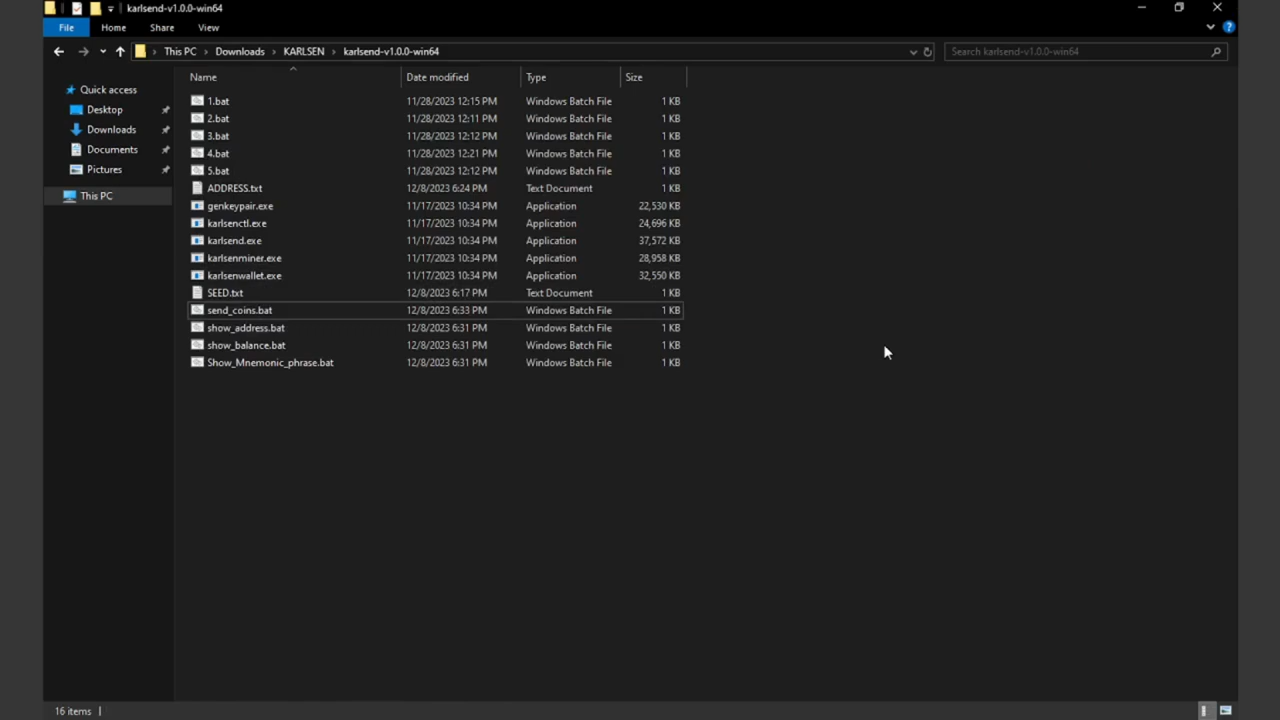 karlsend-v1.0.0-win64
File Home Share View
This PC Downloads KARLSEN karlsend-v1.0.0-win64 Search karlsend-v1.0.0-win64
Quick access
Desktop
Downloads
Documents
Pictures
This PC
Name Date modified Type Size
1.bat 11/28/2023 12:15 PM Windows Batch File 1 KB
2.bat 11/28/2023 12:11 PM Windows Batch File 1 KB
3.bat 11/28/2023 12:12 PM Windows Batch File 1 KB
4.bat 11/28/2023 12:21 PM Windows Batch File 1 KB
5.bat 11/28/2023 12:12 PM Windows Batch File 1 KB
ADDRESS.txt 12/8/2023 6:24 PM Text Document 1 KB
genkeypair.exe 11/17/2023 10:34 PM Application 22,530 KB
karlsenctl.exe 11/17/2023 10:34 PM Application 24,696 KB
karlsend.exe 11/17/2023 10:34 PM Application 37,572 KB
karlsenminer.exe 11/17/2023 10:34 PM Application 28,958 KB
karlsenwallet.exe 11/17/2023 10:34 PM Application 32,550 KB
SEED.txt 12/8/2023 6:17 PM Text Document 1 KB
send_coins.bat 12/8/2023 6:33 PM Windows Batch File 1 KB
show_address.bat 12/8/2023 6:31 PM Windows Batch File 1 KB
show_balance.bat 12/8/2023 6:31 PM Windows Batch File 1 KB
Show_Mnemonic_phrase.bat 12/8/2023 6:31 PM Windows Batch File 1 KB
16 items